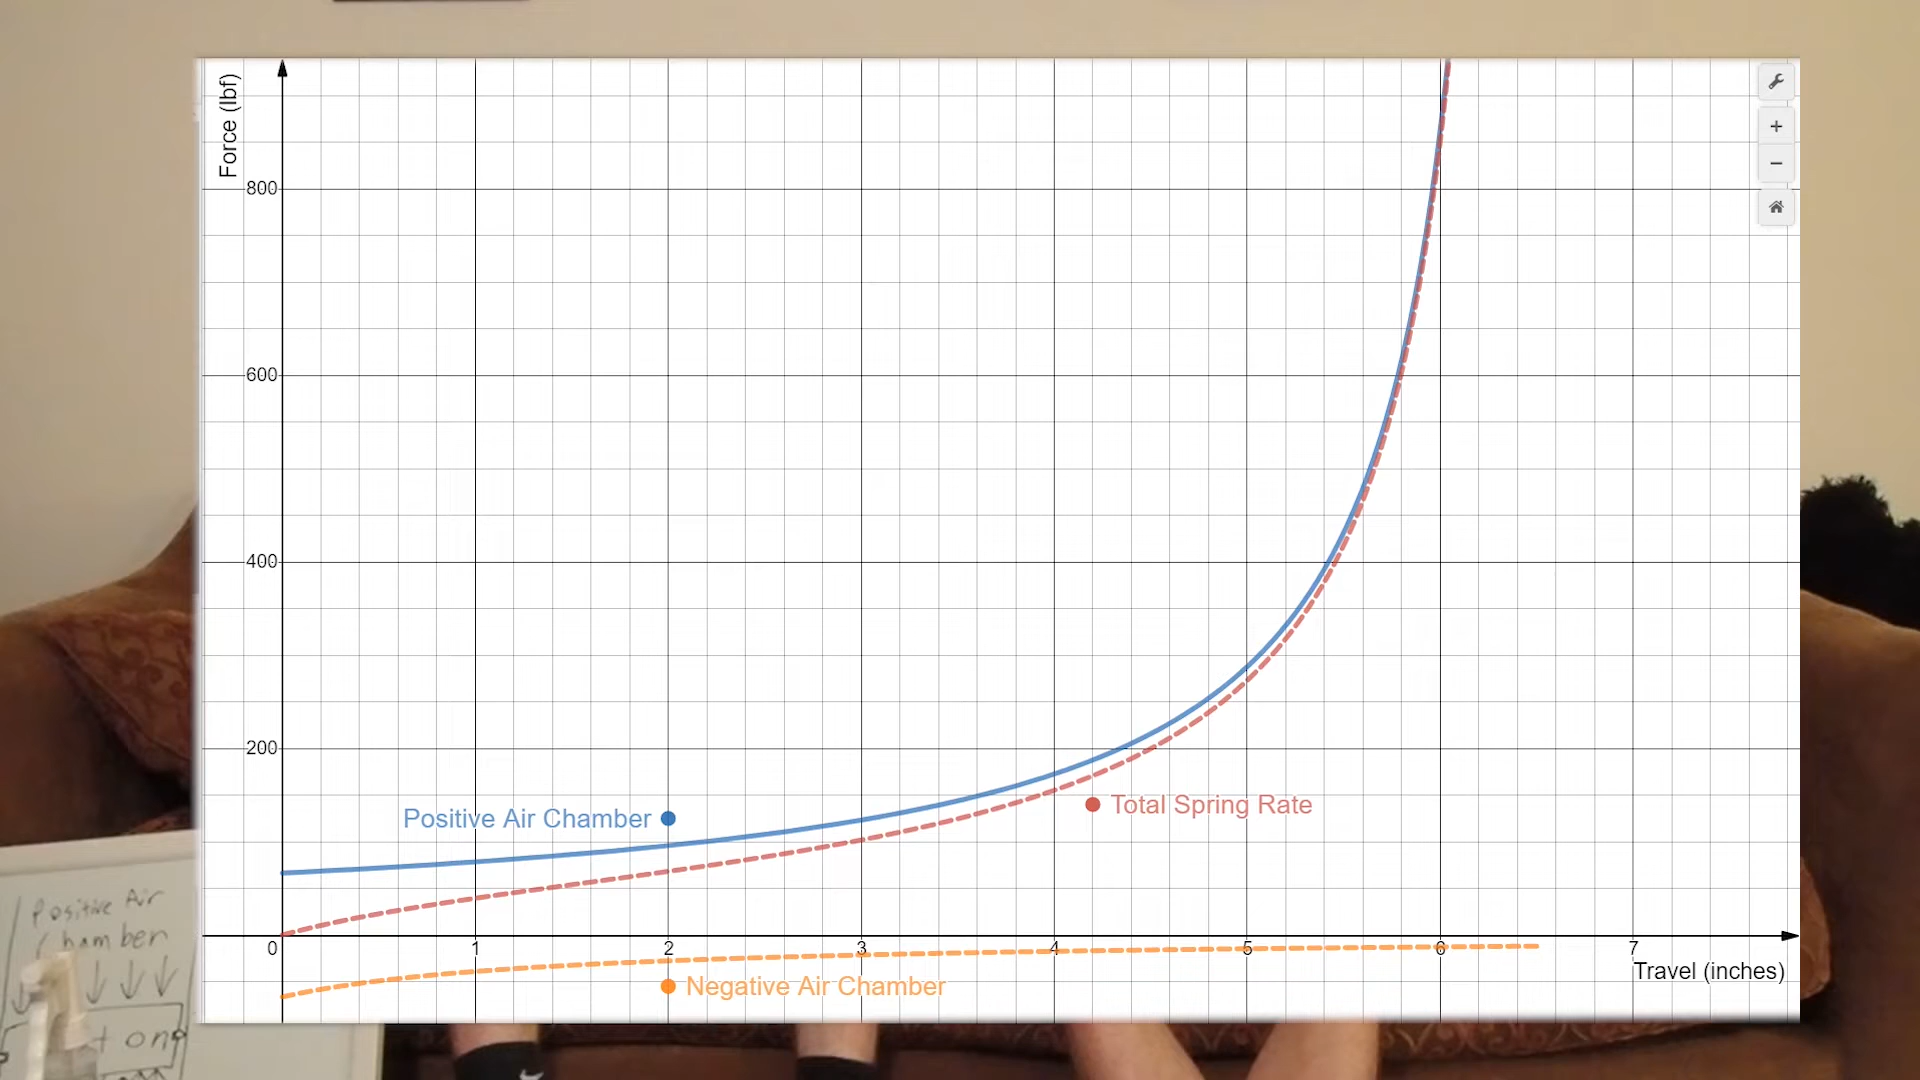 Force (lbf)
800
600
400
200
Positive Air Chamber
Total Spring Rate
0 1 2 3 4 5 6 7
Travel (inches)
Negative Air Chamber
Positive Air
Chamber